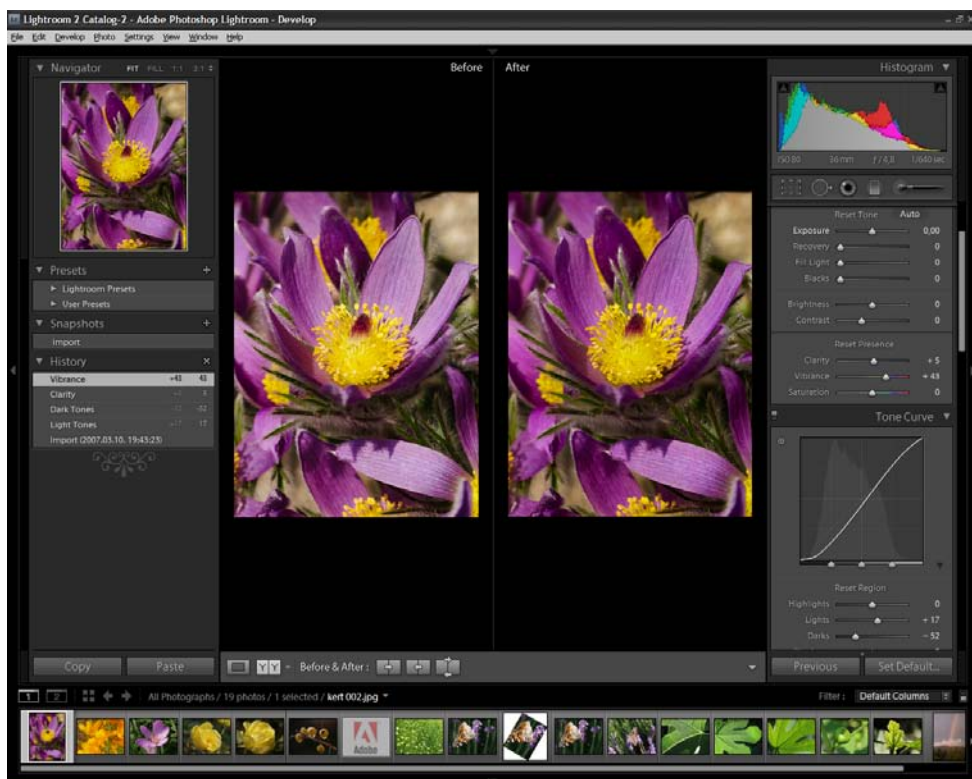 Lightroom 2 Catalog-2 - Adobe Photoshop Lightroom - Develop
File Edit Develop Photo Settings View Window Help
Navigator FIT FILL 1:1 2:1
Presets +
Lightroom Presets
User Presets
Snapshots +
Import
History ×
Vibrance +43 43
Clarity
Dark Tones -52
Light Tones +17 17
Import (2007.03.10. 19:43:23)
Copy Paste
Before After
Before & After :
Histogram
ISO 80 36 mm f / 4,0 1/640 sec
Reset Tone Auto
Exposure 0,00
Recovery 0
Fill Light 0
Blacks 0
Brightness 0
Contrast 0
Reset Presence
Clarity + 5
Vibrance + 43
Saturation 0
Tone Curve
Reset Region
Highlights 0
Lights + 17
Darks - 52
Previous Set Default...
1 2 All Photographs / 19 photos / 1 selected / kert 002.jpg
Filter : Default Columns
Adobe